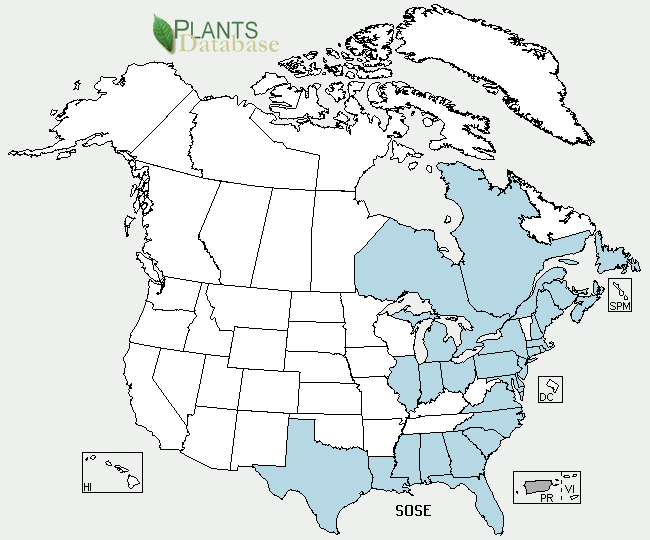 PLANTS
Database
SPM
DC
HI
PR
VI
SOSE